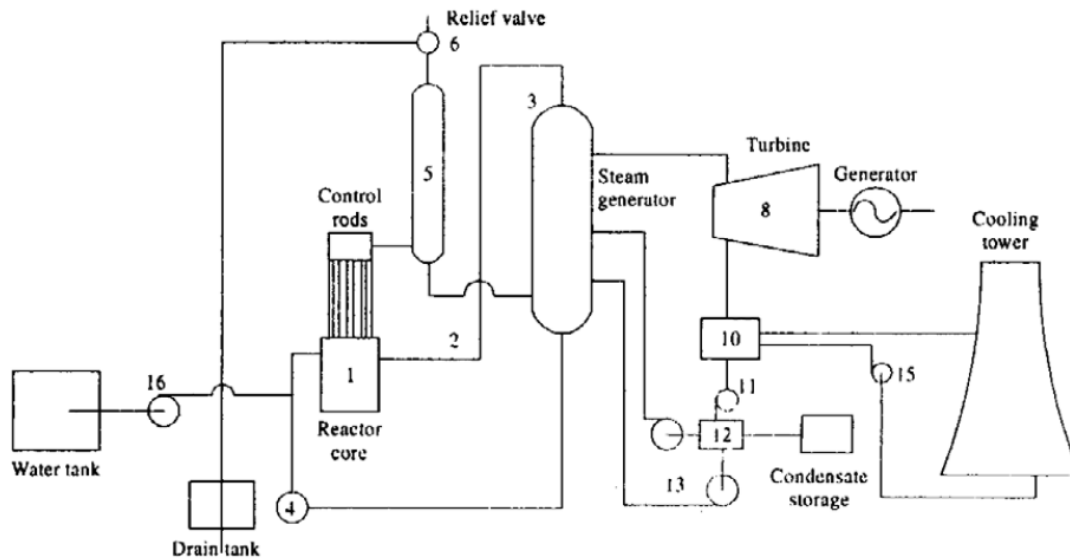 Relief valve
6
3
Turbine
Generator
5
Steam
generator
8
Cooling
tower
Control
rods
2
10
1
16
11
15
Reactor
core
12
Water tank
13
Condensate
storage
4
Drain tank